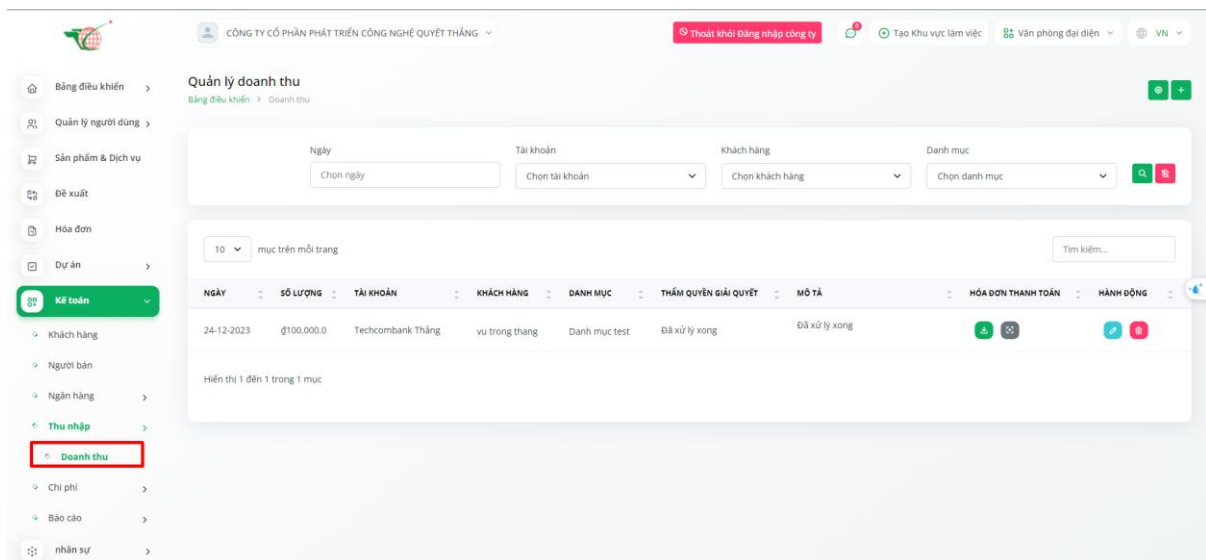 CÔNG TY CỔ PHẦN PHÁT TRIỂN CÔNG NGHỆ QUYẾT THẮNG
Thoát khỏi Đăng nhập công ty
0
Tạo Khu vực làm việc
Văn phòng đại diện
VN
Bảng điều khiển
Quản lý người dùng
Sản phẩm & Dịch vụ
Đề xuất
Hóa đơn
Dự án
Kế toán
Khách hàng
Người bán
Ngân hàng
Thu nhập
Doanh thu
Chi phí
Báo cáo
nhân sự
Quản lý doanh thu
Bảng điều khiển > Doanh thu
Ngày Tài khoản Khách hàng Danh mục
Chọn ngày Chọn tài khoản Chọn khách hàng Chọn danh mục
10 mục trên mỗi trang Tìm kiếm...
NGÀY SỐ LƯỢNG TÀI KHOẢN KHÁCH HÀNG DANH MỤC THẨM QUYỀN GIẢI QUYẾT MÔ TẢ HÓA ĐƠN THANH TOÁN HÀNH ĐỘNG
24-12-2023 ₫100,000.0 Techcombank Thắng vu trong thang Danh mục test Đã xử lý xong Đã xử lý xong
Hiển thị 1 đến 1 trong 1 mục